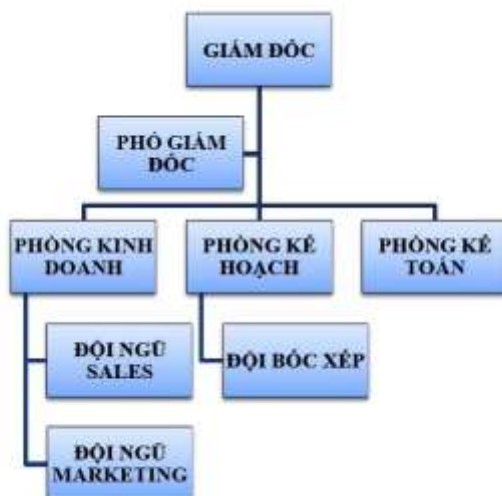 GIÁM ĐỐC
PHÓ GIÁM
ĐỐC
PHÒNG KINH
DOANH
PHÒNG KẾ
HOẠCH
PHÒNG KẾ
TOÁN
ĐỘI NGŨ
SALES
ĐỘI BỐC XẾP
ĐỘI NGŨ
MARKETING